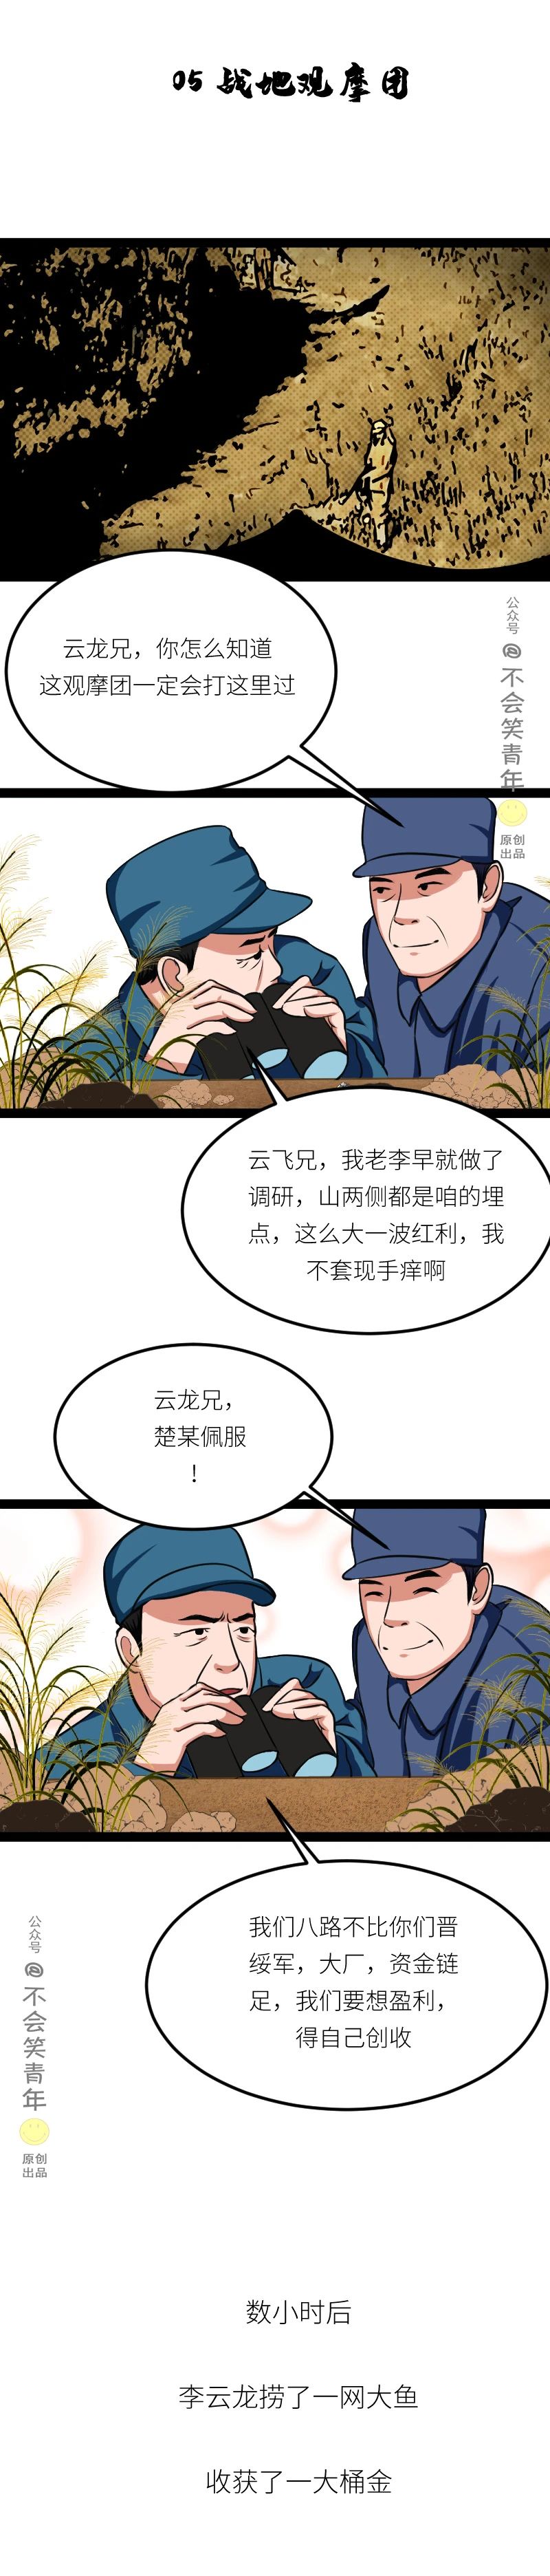 05 战地观摩团
云龙兄，你怎么知道
这观摩团一定会打这里过
公众号
@不会笑青年
原创
出品
云飞兄，我老李早就做了
调研，山两侧都是咱的埋
点，这么大一波红利，我
不套现手痒啊
云龙兄，
楚某佩服
！
我们八路不比你们晋
绥军，大厂，资金链
足，我们要想盈利，
得自己创收
公众号
@不会笑青年
原创
出品
数小时后
李云龙捞了一网大鱼
收获了一大桶金